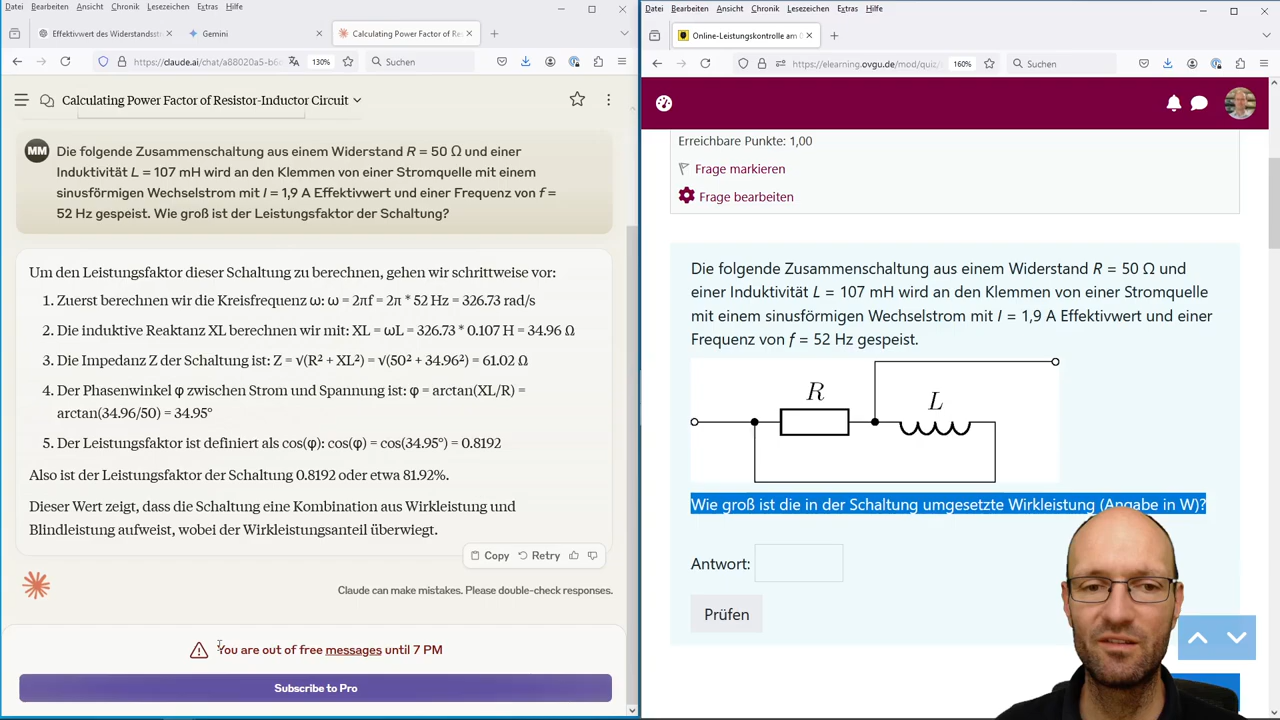 Datei Bearbeiten Ansicht Chronik Lesezeichen Extras Hilfe
Effektivwert des Widerstandsst
Gemini
Calculating Power Factor of Res
https://claude.ai/chat/a88020a5-b6
130%
Suchen
Calculating Power Factor of Resistor-Inductor Circuit
MM
Die folgende Zusammenschaltung aus einem Widerstand R = 50 Ω und einer
Induktivität L = 107 mH wird an den Klemmen von einer Stromquelle mit einem
sinusförmigen Wechselstrom mit I = 1,9 A Effektivwert und einer Frequenz von f =
52 Hz gespeist. Wie groß ist der Leistungsfaktor der Schaltung?
Um den Leistungsfaktor dieser Schaltung zu berechnen, gehen wir schrittweise vor:
1. Zuerst berechnen wir die Kreisfrequenz ω: ω = 2πf = 2π * 52 Hz = 326.73 rad/s
2. Die induktive Reaktanz XL berechnen wir mit: XL = ωL = 326.73 * 0.107 H = 34.96 Ω
3. Die Impedanz Z der Schaltung ist: Z = √(R² + XL²) = √(50² + 34.96²) = 61.02 Ω
4. Der Phasenwinkel φ zwischen Strom und Spannung ist: φ = arctan(XL/R) =
arctan(34.96/50) = 34.95°
5. Der Leistungsfaktor ist definiert als cos(φ): cos(φ) = cos(34.95°) = 0.8192
Also ist der Leistungsfaktor der Schaltung 0.8192 oder etwa 81.92%.
Dieser Wert zeigt, dass die Schaltung eine Kombination aus Wirkleistung und
Blindleistung aufweist, wobei der Wirkleistungsanteil überwiegt.
Copy Retry
Claude can make mistakes. Please double-check responses.
You are out of free messages until 7 PM
Subscribe to Pro
Datei Bearbeiten Ansicht Chronik Lesezeichen Extras Hilfe
Online-Leistungskontrolle am
https://elearning.ovgu.de/mod/quiz/
160%
Suchen
Erreichbare Punkte: 1,00
Frage markieren
Frage bearbeiten
Die folgende Zusammenschaltung aus einem Widerstand R = 50 Ω und
einer Induktivität L = 107 mH wird an den Klemmen von einer Stromquelle
mit einem sinusförmigen Wechselstrom mit I = 1,9 A Effektivwert und einer
Frequenz von f = 52 Hz gespeist.
R
L
Wie groß ist die in der Schaltung umgesetzte Wirkleistung (Angabe in W)?
Antwort:
Prüfen